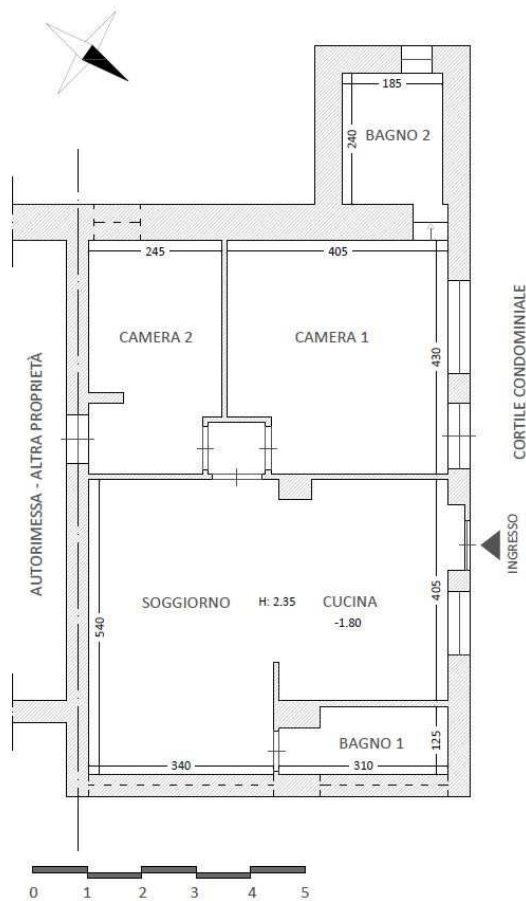 185
240
BAGNO 2
245
405
CAMERA 2
CAMERA 1
430
CORTILE CONDOMINIALE
AUTORIMESSA - ALTRA PROPRIETÀ
INGRESSO
SOGGIORNO
H: 2.35
CUCINA
-1.80
405
540
BAGNO 1
125
340
310
0 1 2 3 4 5